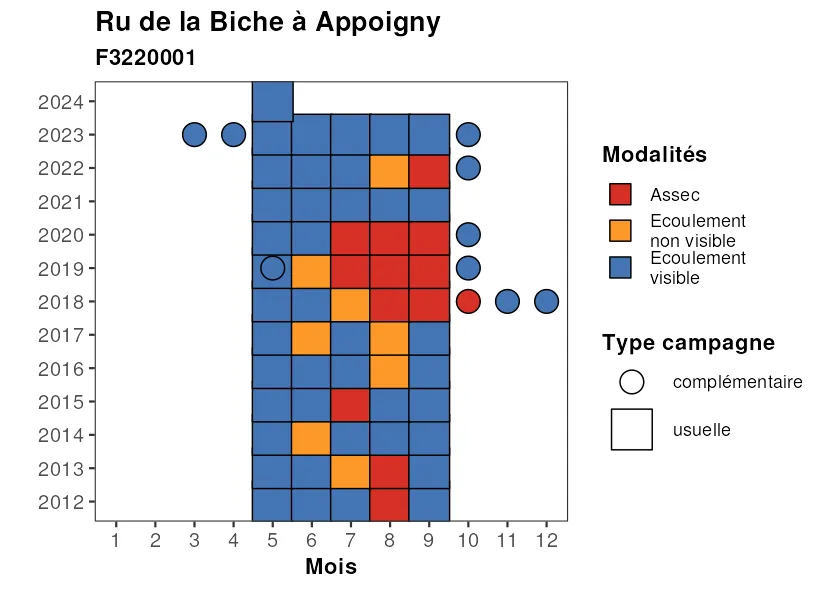 Ru de la Biche à Appoigny
F3220001
2024
2023
2022
2021
2020
2019
2018
2017
2016
2015
2014
2013
2012
1 2 3 4 5 6 7 8 9 10 11 12
Mois
Modalités
Assec
Ecoulement
non visible
Ecoulement
visible
Type campagne
complémentaire
usuelle